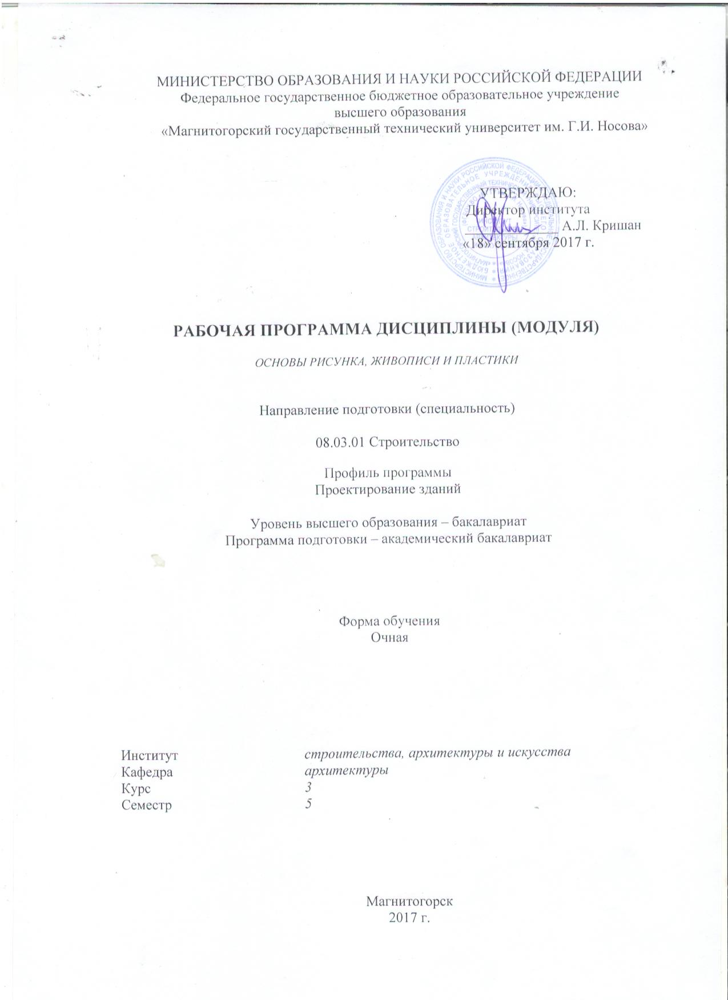 МИНИСТЕРСТВО ОБРАЗОВАНИЯ И НАУКИ РОССИЙСКОЙ ФЕДЕРАЦИИ
Федеральное государственное бюджетное образовательное учреждение
высшего образования
«Магнитогорский государственный технический университет им. Г.И. Носова»
УТВЕРЖДАЮ:
Директор института
А.Л. Кришан
«18» сентября 2017 г.
РАБОЧАЯ ПРОГРАММА ДИСЦИПЛИНЫ (МОДУЛЯ)
ОСНОВЫ РИСУНКА, ЖИВОПИСИ И ПЛАСТИКИ
Направление подготовки (специальность)
08.03.01 Строительство
Профиль программы
Проектирование зданий
Уровень высшего образования – бакалавриат
Программа подготовки – академический бакалавриат
Форма обучения
Очная
Институт строительства, архитектуры и искусства
Кафедра архитектуры
Курс 3
Семестр 5
Магнитогорск
2017 г.